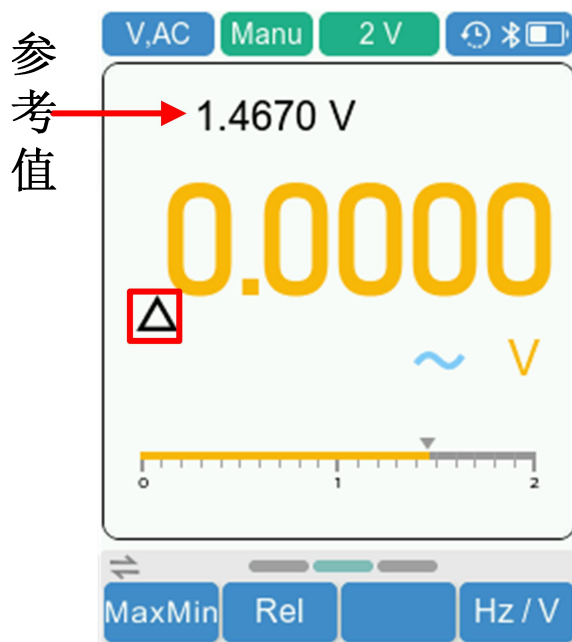 V,AC Manu 2 V
参考值
1.4670 V
0.0000
V
0 1 2
MaxMin Rel Hz / V